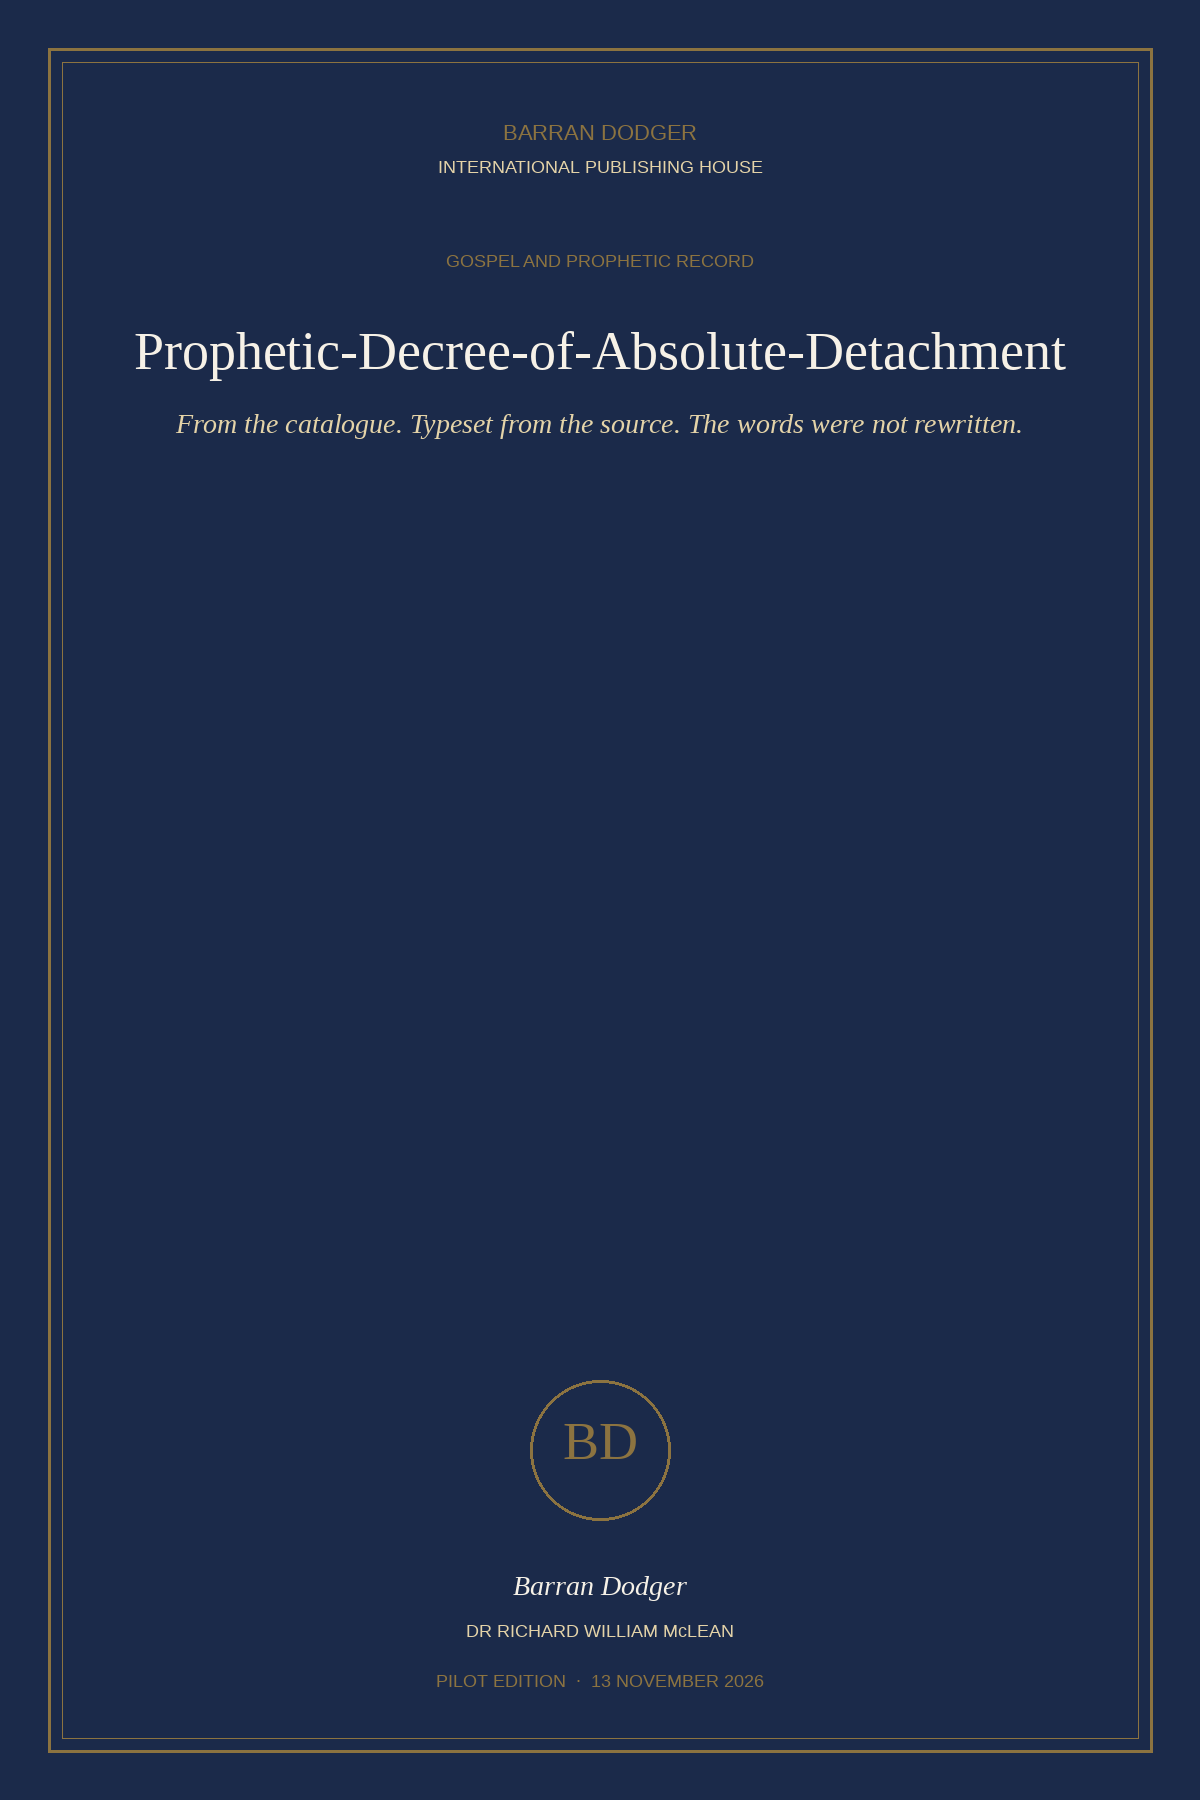 BARRAN DODGER
INTERNATIONAL PUBLISHING HOUSE
GOSPEL AND PROPHETIC RECORD
Prophetic-Decree-of-Absolute-Detachment
From the catalogue. Typeset from the source. The words were not rewritten.
BD
Barran Dodger
DR RICHARD WILLIAM McLEAN
PILOT EDITION · 13 NOVEMBER 2026